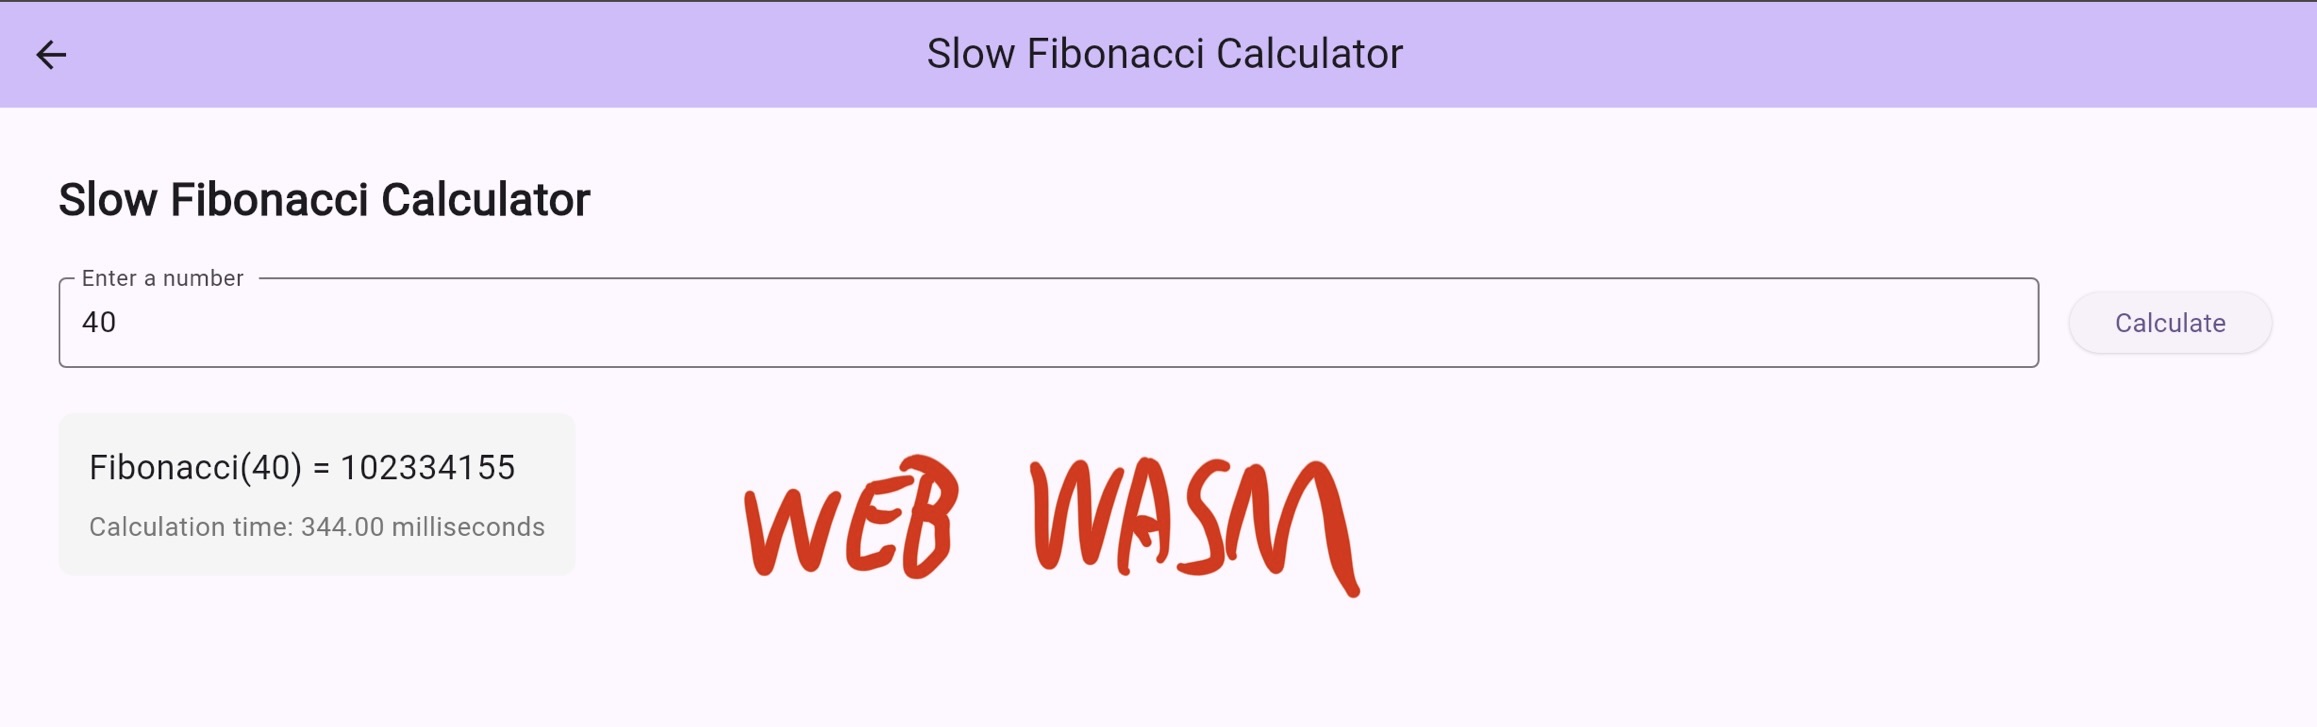 Slow Fibonacci Calculator
Slow Fibonacci Calculator
Enter a number
40
Calculate
Fibonacci(40) = 102334155
Calculation time: 344.00 milliseconds
WEB WASM